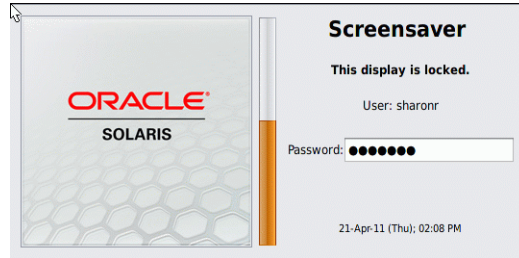 ORACLE
SOLARIS
Screensaver
This display is locked.
User: sharonr
Password: ●●●●●●●
21-Apr-11 (Thu); 02:08 PM